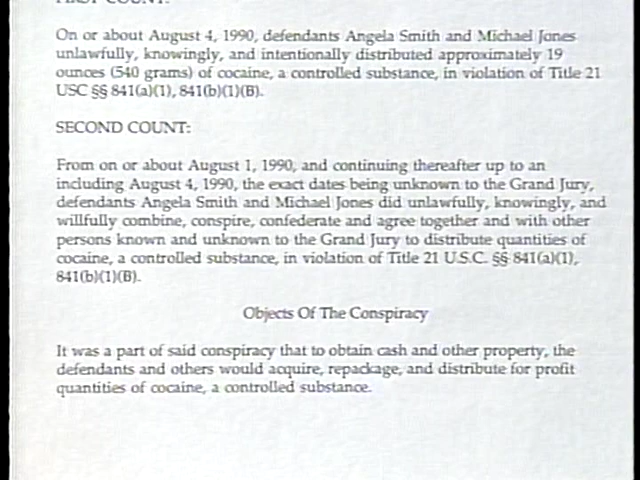 FIRST COUNT:
On or about August 4, 1990, defendants Angela Smith and Michael Jones
unlawfully, knowingly, and intentionally distributed approximately 19
ounces (540 grams) of cocaine, a controlled substance, in violation of Title 21
USC §§ 841(a)(1), 841(b)(1)(B).
SECOND COUNT:
From on or about August 1, 1990, and continuing thereafter up to an
including August 4, 1990, the exact dates being unknown to the Grand Jury,
defendants Angela Smith and Michael Jones did unlawfully, knowingly, and
willfully combine, conspire, confederate and agree together and with other
persons known and unknown to the Grand Jury to distribute quantities of
cocaine, a controlled substance, in violation of Title 21 U.S.C. §§ 841(a)(1),
841(b)(1)(B).
Objects Of The Conspiracy
It was a part of said conspiracy that to obtain cash and other property, the
defendants and others would acquire, repackage, and distribute for profit
quantities of cocaine, a controlled substance.